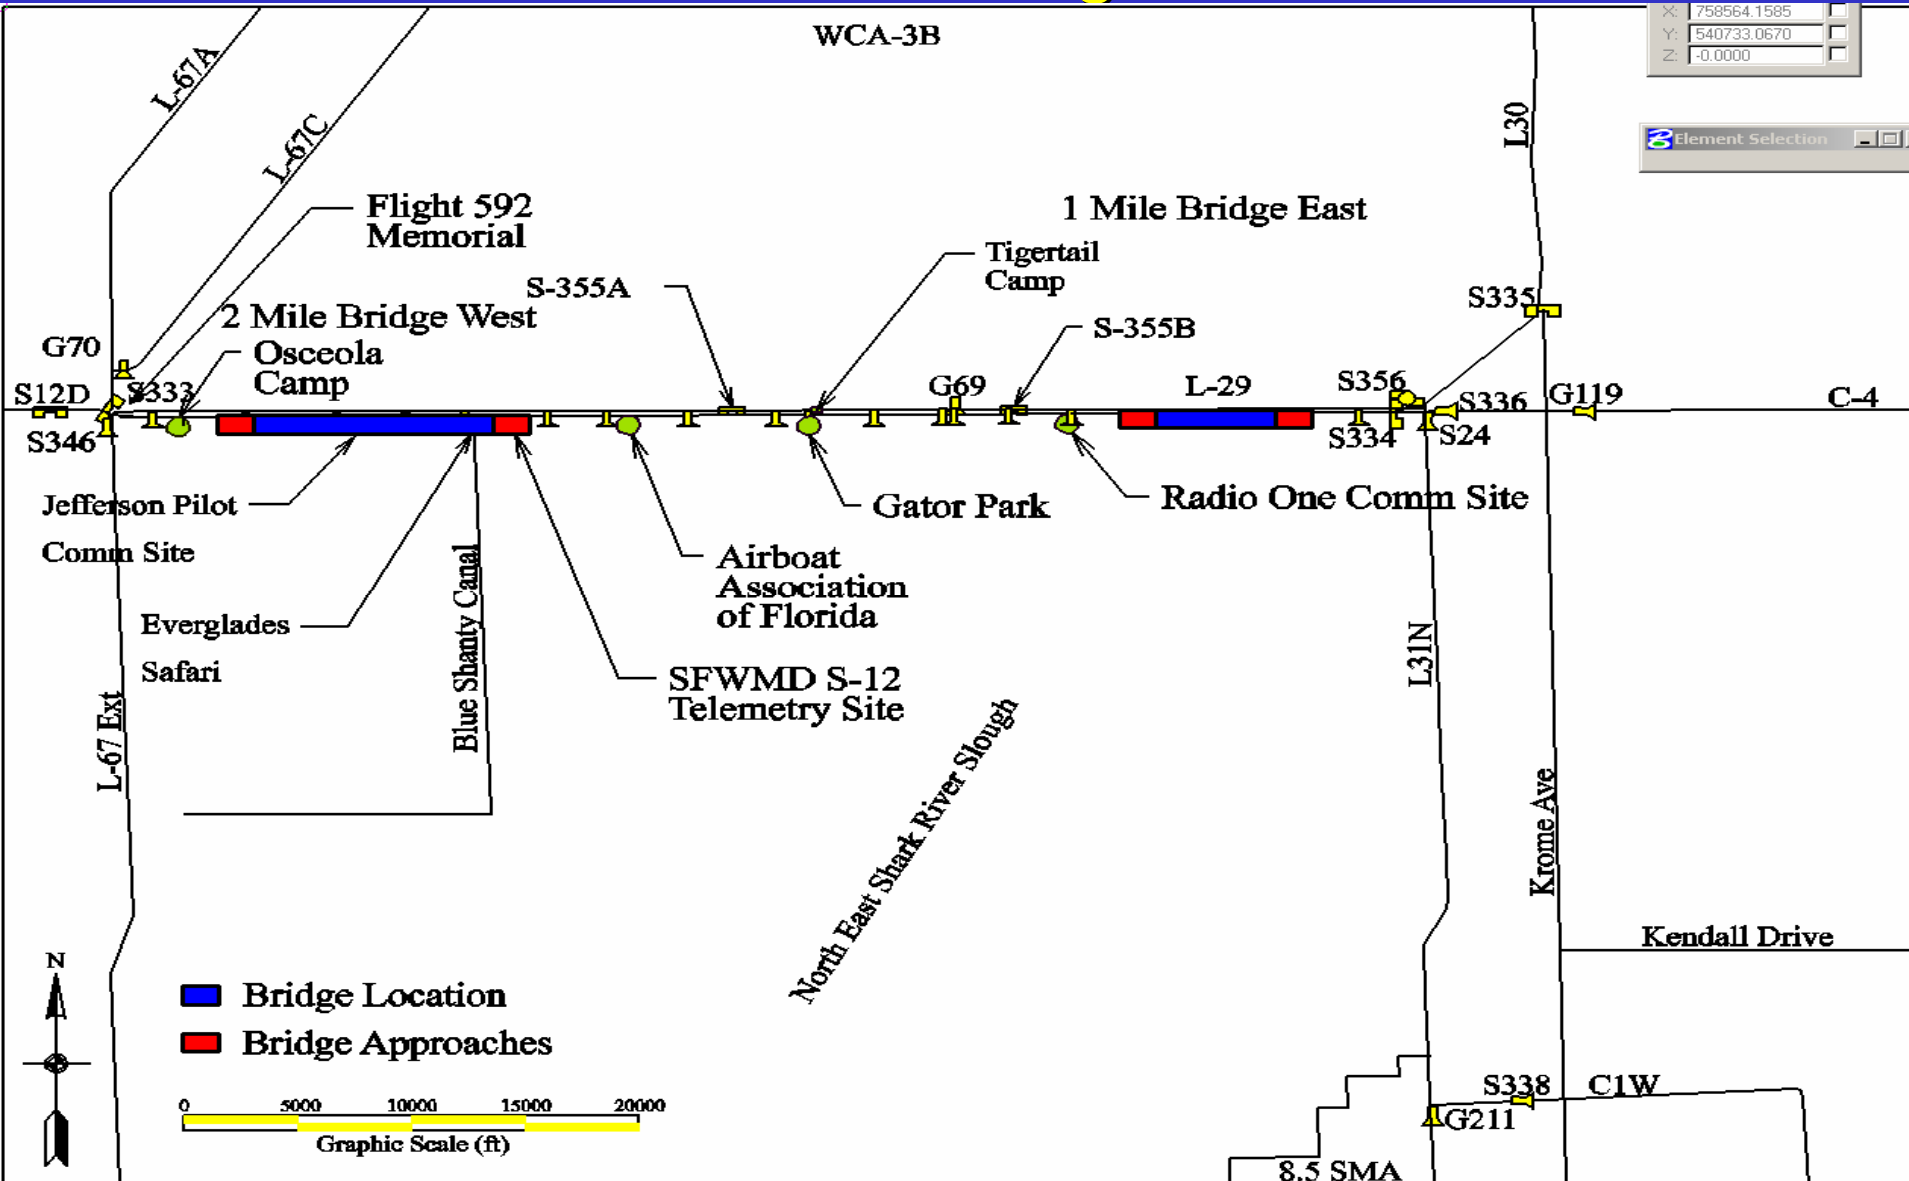 WCA-3B
X: 758564.1585
Y: 540733.0670
Z: -0.0000
Element Selection
L-67A
L-67C
L30
Flight 592
Memorial
1 Mile Bridge East
Tigertail
Camp
S-355A
S335
2 Mile Bridge West
S-355B
G70
Osceola
Camp
S12D
S333
G69
L-29
S356
S336
G119
C-4
S346
S334
S24
Jefferson Pilot
Comm Site
Gator Park
Radio One Comm Site
Airboat
Association
of Florida
Everglades
Safari
Blue Shanty Canal
SFWMD S-12
Telemetry Site
L-67 Ext
L31N
North East Shark River Slough
Krome Ave
Kendall Drive
N
Bridge Location
Bridge Approaches
0 5000 10000 15000 20000
Graphic Scale (ft)
S338
C1W
G211
8.5 SMA